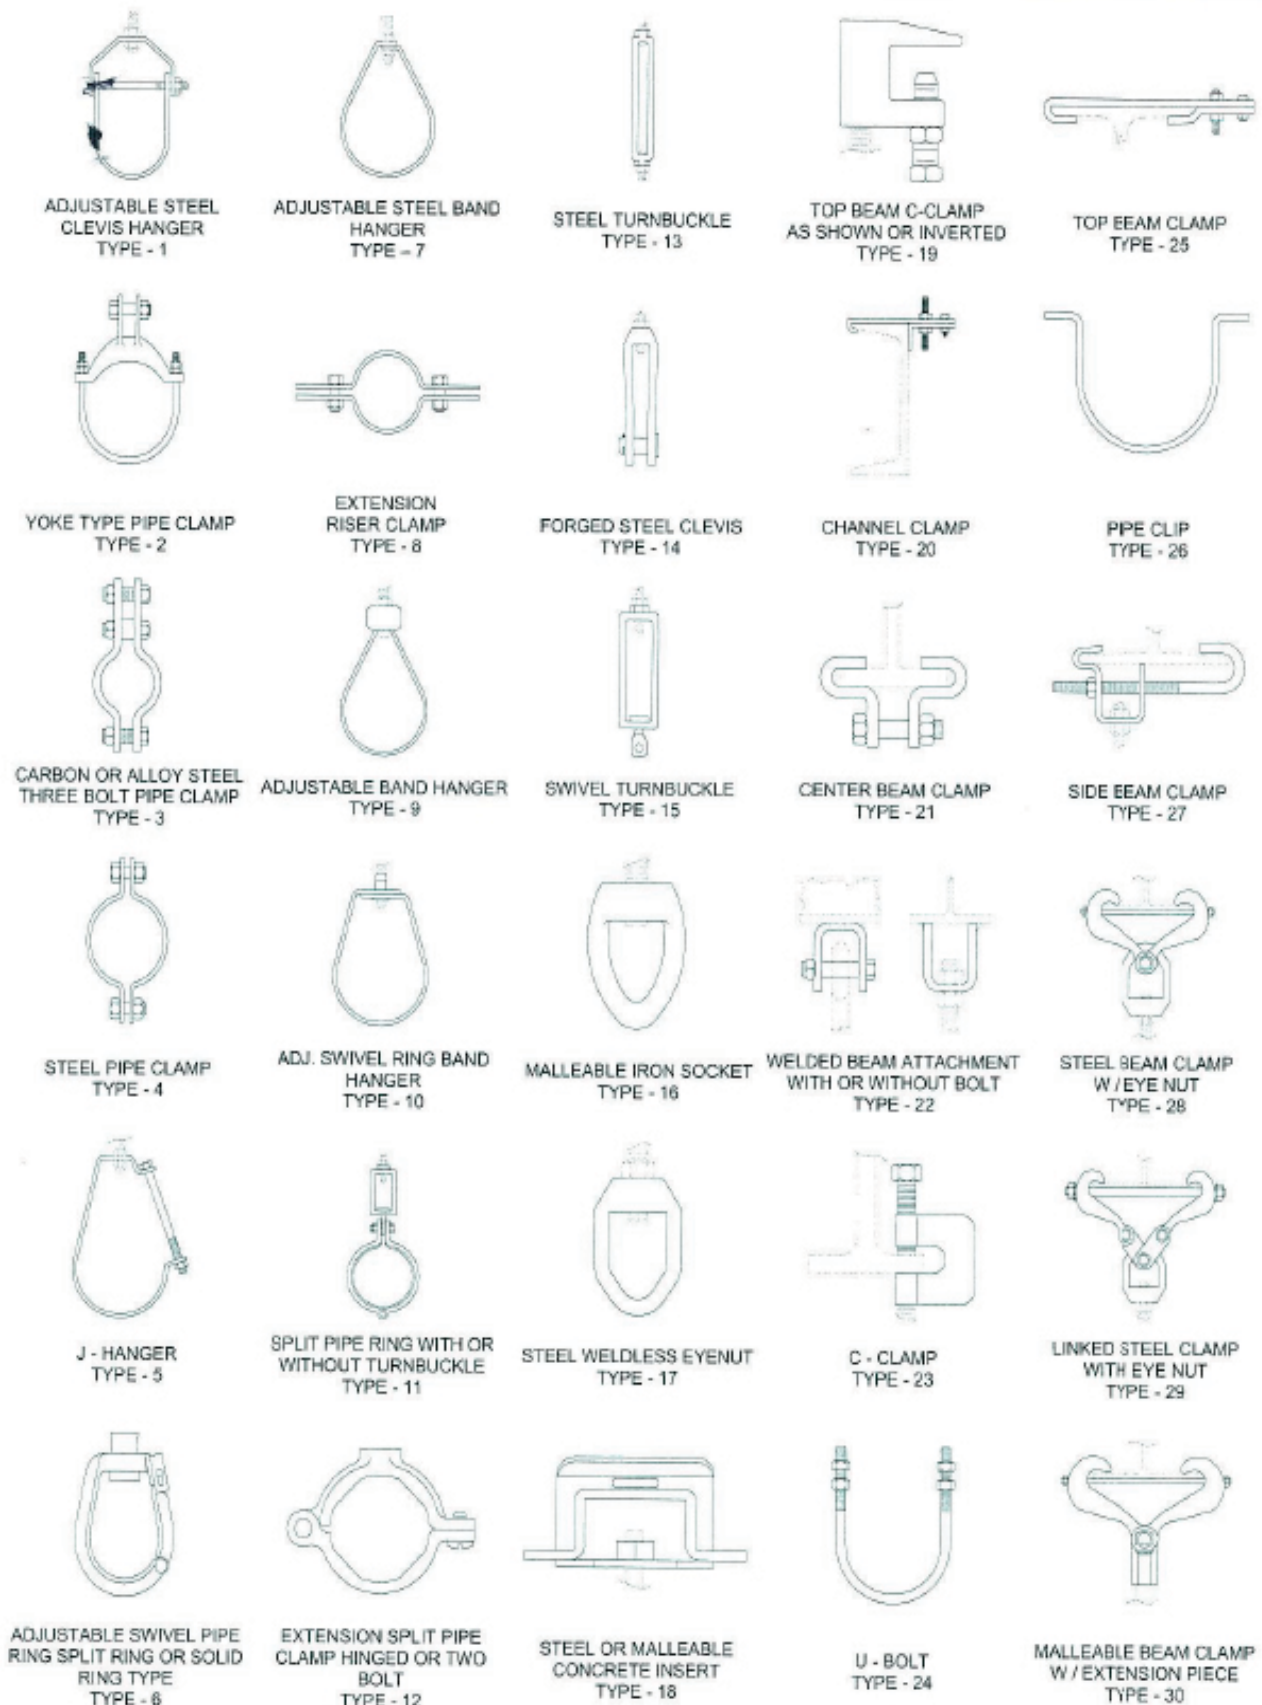 ADJUSTABLE STEEL
CLEVIS HANGER
TYPE - 1
ADJUSTABLE STEEL BAND
HANGER
TYPE - 7
STEEL TURNBUCKLE
TYPE - 13
TOP BEAM C-CLAMP
AS SHOWN OR INVERTED
TYPE - 19
TOP BEAM CLAMP
TYPE - 25
YOKE TYPE PIPE CLAMP
TYPE - 2
EXTENSION
RISER CLAMP
TYPE - 8
FORGED STEEL CLEVIS
TYPE - 14
CHANNEL CLAMP
TYPE - 20
PIPE CLIP
TYPE - 26
CARBON OR ALLOY STEEL
THREE BOLT PIPE CLAMP
TYPE - 3
ADJUSTABLE BAND HANGER
TYPE - 9
SWIVEL TURNBUCKLE
TYPE - 15
CENTER BEAM CLAMP
TYPE - 21
SIDE BEAM CLAMP
TYPE - 27
STEEL PIPE CLAMP
TYPE - 4
ADJ. SWIVEL RING BAND
HANGER
TYPE - 10
MALLEABLE IRON SOCKET
TYPE - 16
WELDED BEAM ATTACHMENT
WITH OR WITHOUT BOLT
TYPE - 22
STEEL BEAM CLAMP
W / EYE NUT
TYPE - 28
J - HANGER
TYPE - 5
SPLIT PIPE RING WITH OR
WITHOUT TURNBUCKLE
TYPE - 11
STEEL WELDLESS EYENUT
TYPE - 17
C - CLAMP
TYPE - 23
LINKED STEEL CLAMP
WITH EYE NUT
TYPE - 29
ADJUSTABLE SWIVEL PIPE
RING SPLIT RING OR SOLID
RING TYPE
TYPE - 6
EXTENSION SPLIT PIPE
CLAMP HINGED OR TWO
BOLT
TYPE - 12
STEEL OR MALLEABLE
CONCRETE INSERT
TYPE - 18
U - BOLT
TYPE - 24
MALLEABLE BEAM CLAMP
W / EXTENSION PIECE
TYPE - 30